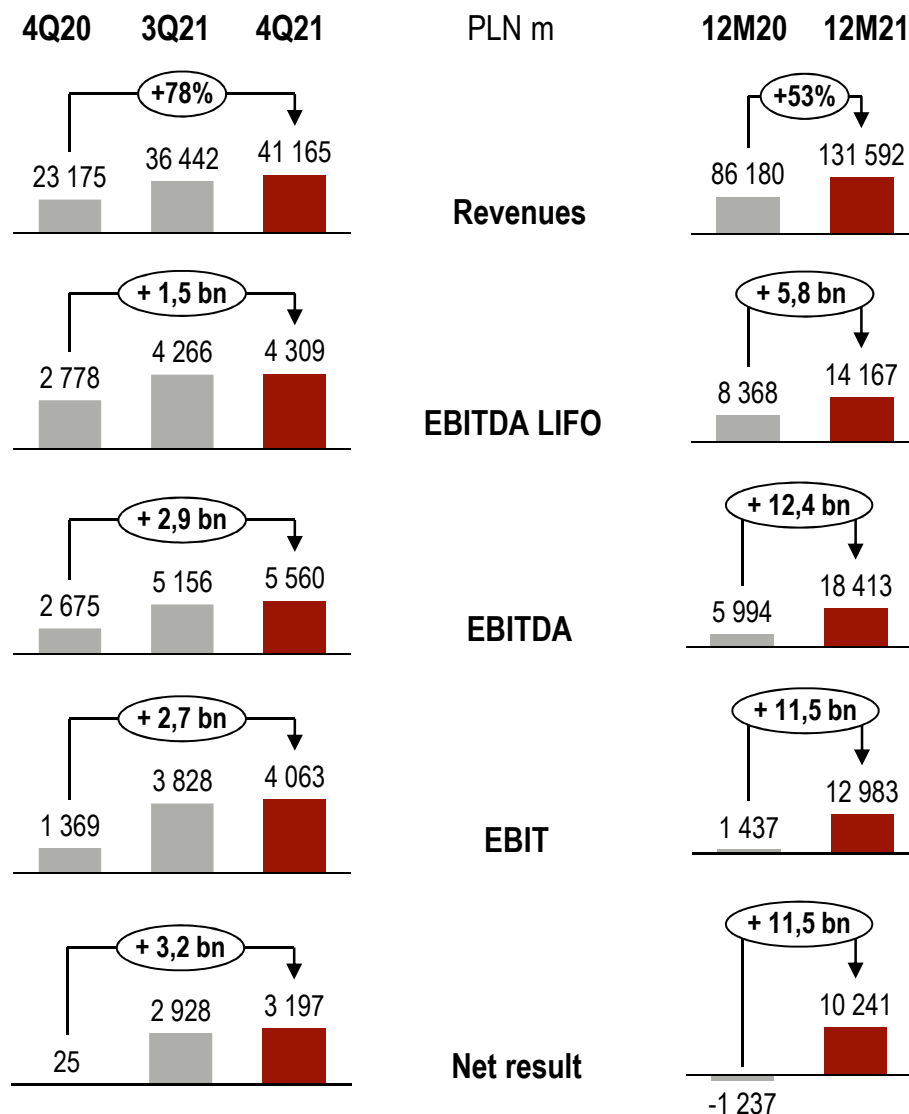 4Q20 3Q21 4Q21 PLN m 12M20 12M21
+78% +53%
23 175 36 442 41 165 86 180 131 592
Revenues
+ 1,5 bn + 5,8 bn
2 778 4 266 4 309 8 368 14 167
EBITDA LIFO
+ 2,9 bn + 12,4 bn
2 675 5 156 5 560 5 994 18 413
EBITDA
+ 2,7 bn + 11,5 bn
1 369 3 828 4 063 1 437 12 983
EBIT
+ 3,2 bn + 11,5 bn
25 2 928 3 197 10 241
Net result
-1 237